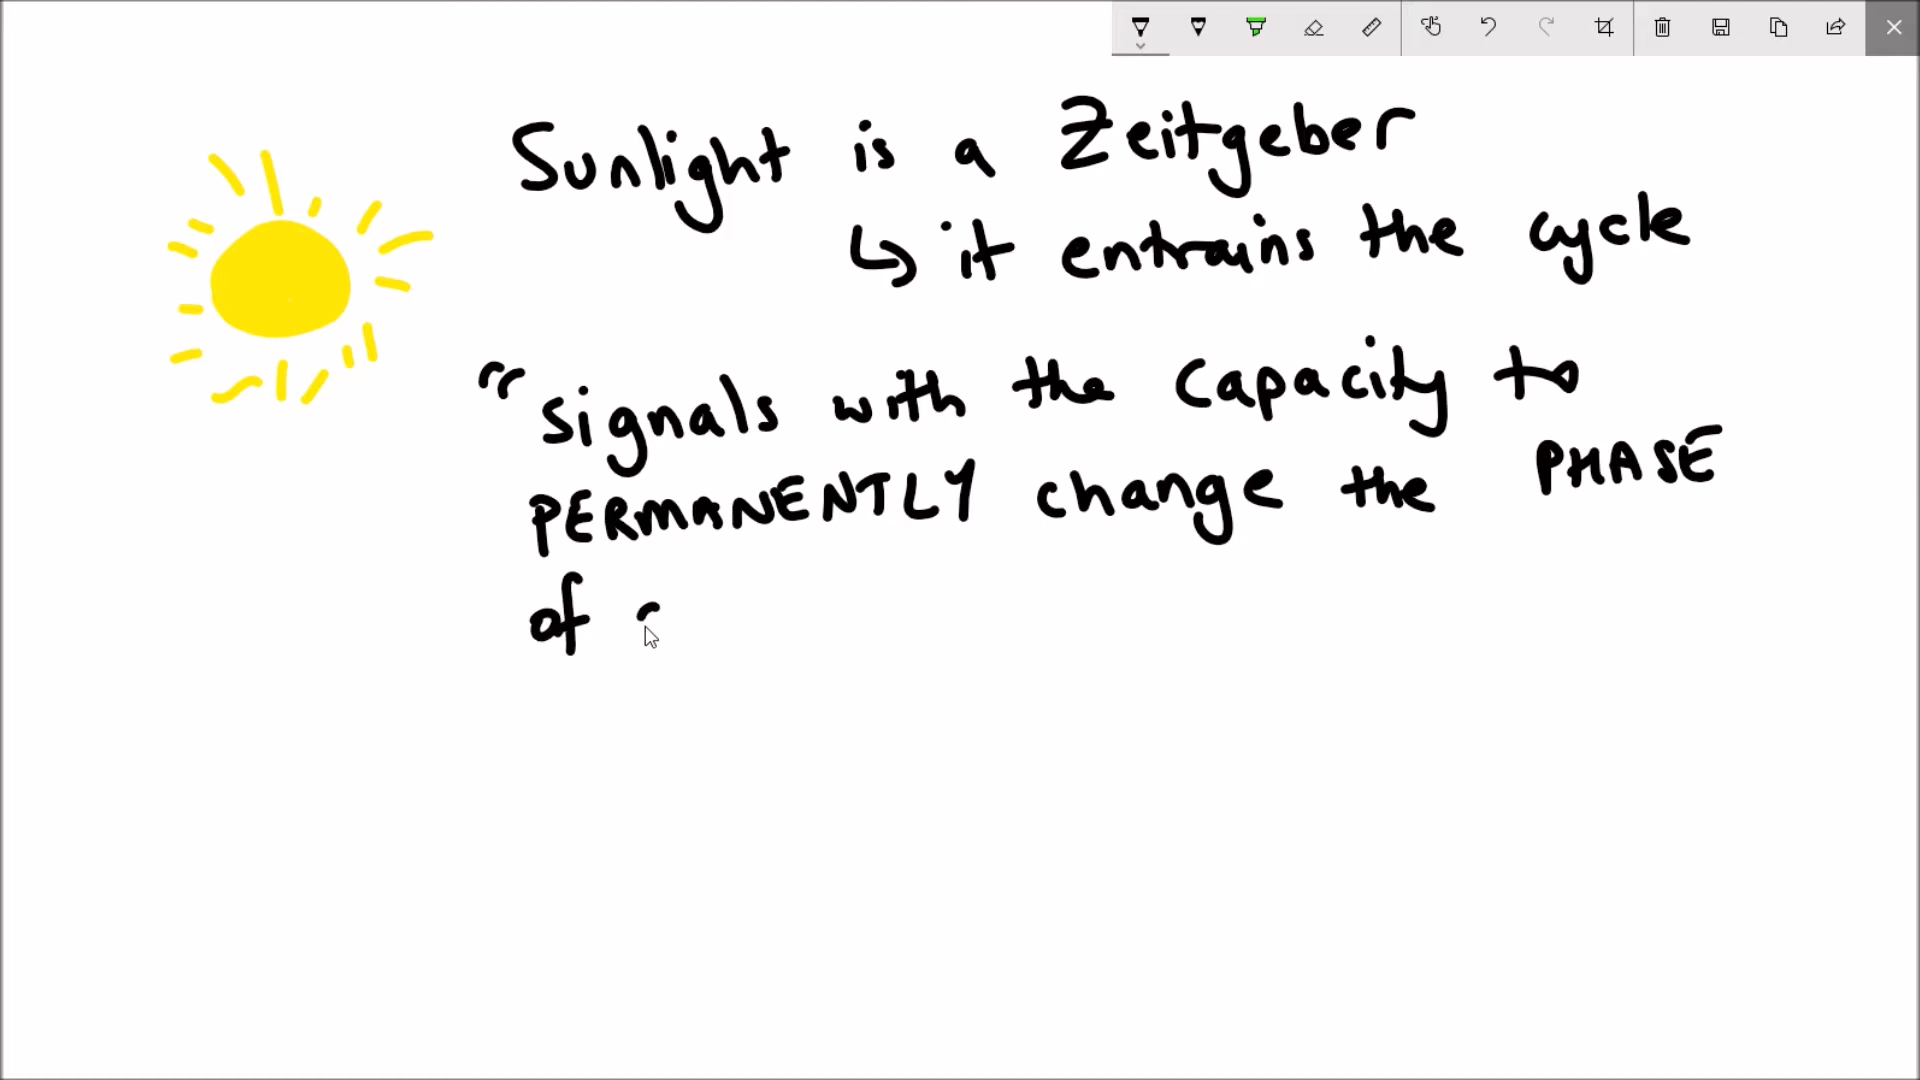 Sunlight is a Zeitgeber
↳ it entrains the cycle
"signals with the capacity to
PERMANENTLY change the PHASE
of